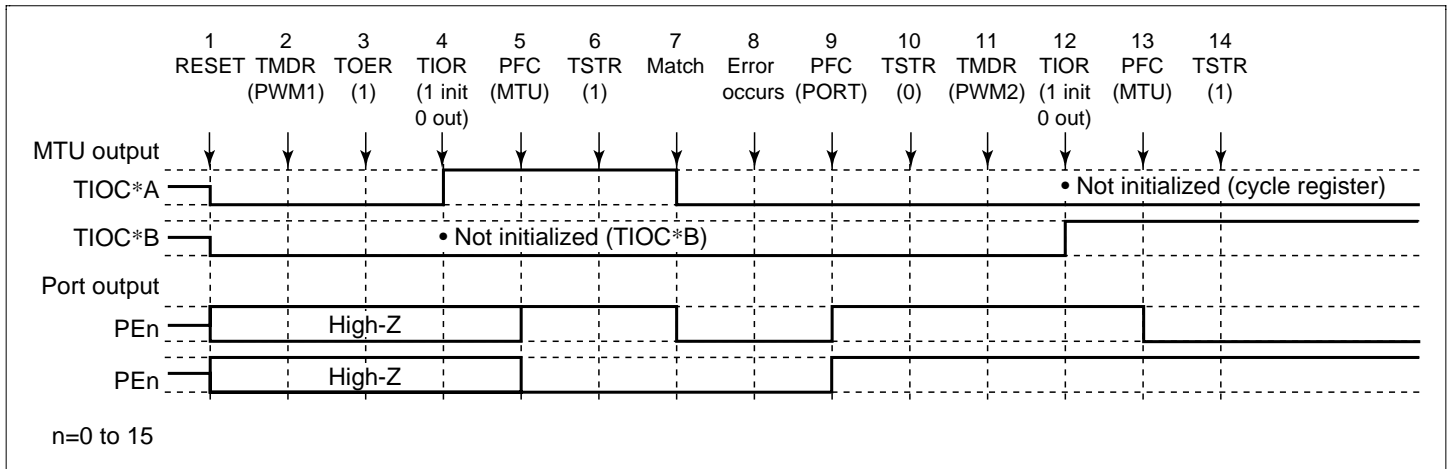 1 2 3 4 5 6 7 8 9 10 11 12 13 14
RESET TMDR TOER TIOR PFC TSTR Match Error PFC TSTR TMDR TIOR PFC TSTR
(PWM1) (1) (1 init (MTU) (1) occurs (PORT) (0) (PWM2) (1 init (MTU) (1)
0 out) 0 out)
MTU output
TIOC*A • Not initialized (cycle register)
TIOC*B • Not initialized (TIOC*B)
Port output
PEn High-Z
PEn High-Z
n=0 to 15